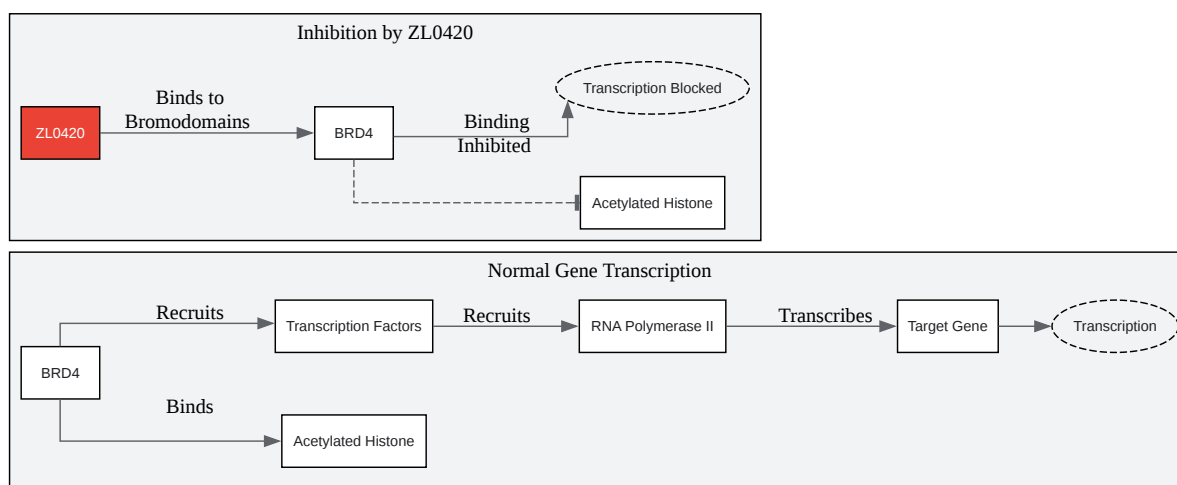 Inhibition by ZL0420
Transcription Blocked
Binds to
Bromodomains
ZL0420
BRD4
Binding
Inhibited
Acetylated Histone
Normal Gene Transcription
Recruits
Transcription Factors
Recruits
RNA Polymerase II
Transcribes
Target Gene
Transcription
BRD4
Binds
Acetylated Histone